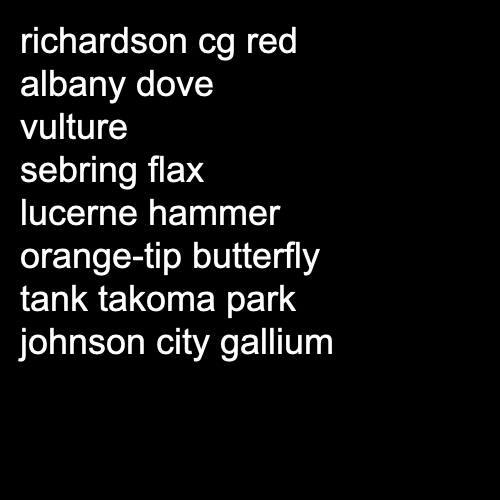 richardson cg red
albany dove
vulture
sebring flax
lucerne hammer
orange-tip butterfly
tank takoma park
johnson city gallium